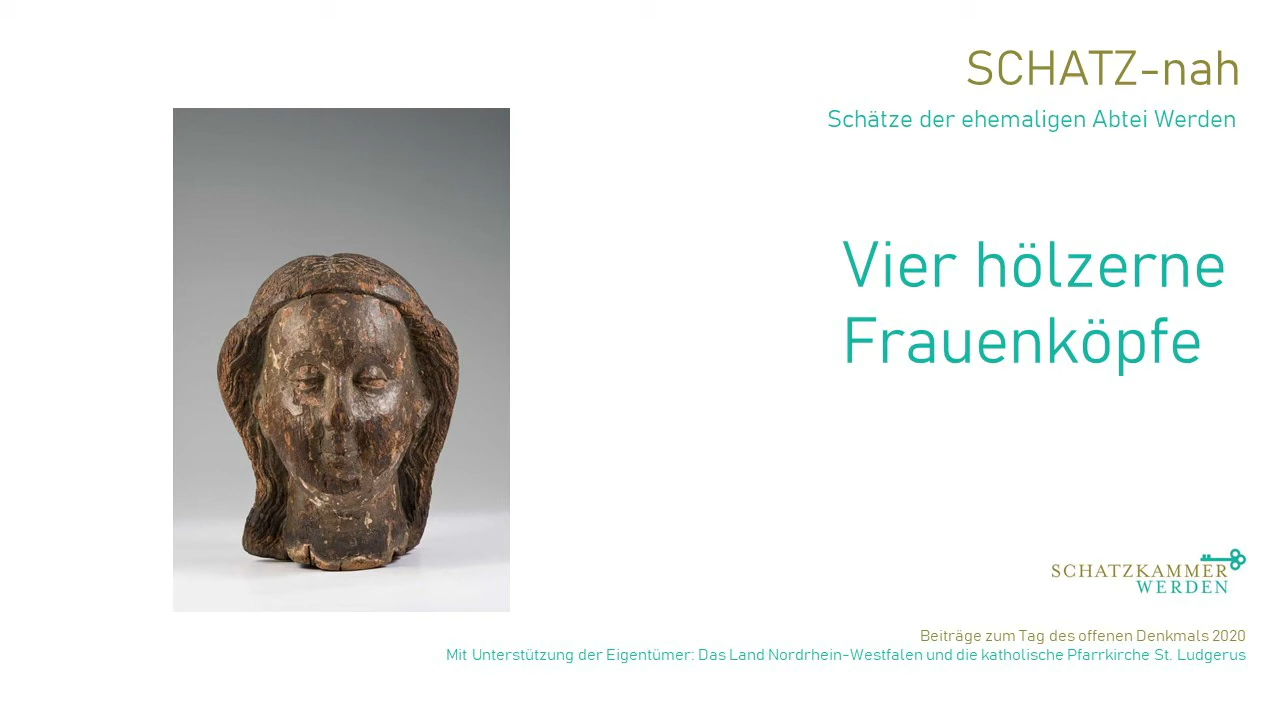 SCHATZ-nah
Schätze der ehemaligen Abtei Werden
Vier hölzerne
Frauenköpfe
SCHATZKAMMER
WERDEN
Beiträge zum Tag des offenen Denkmals 2020
Mit Unterstützung der Eigentümer: Das Land Nordrhein-Westfalen und die katholische Pfarrkirche St. Ludgerus